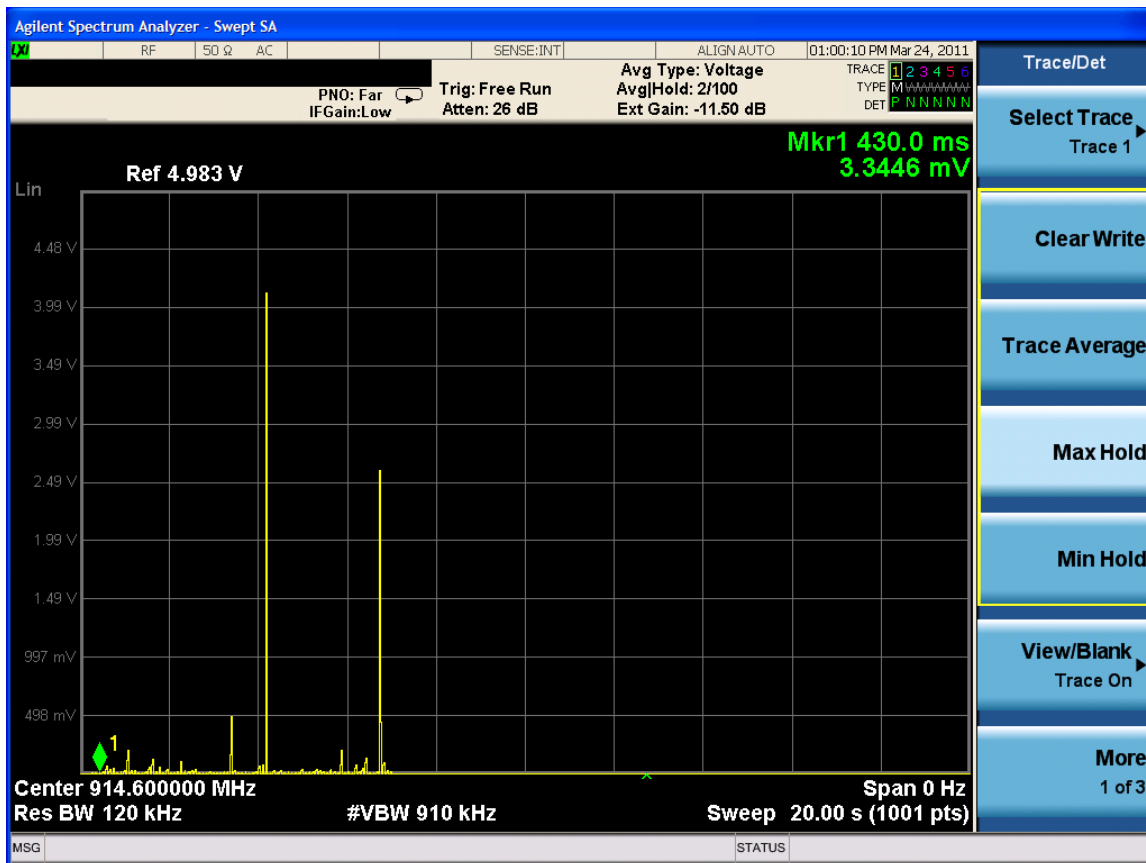 Agilent Spectrum Analyzer - Swept SA
LXI RF 50 Ω AC SENSE:INT ALIGN AUTO 01:00:10 PM Mar 24, 2011
PNO: Far
IFGain:Low
Trig: Free Run
Atten: 26 dB
Avg Type: Voltage
Avg|Hold: 2/100
Ext Gain: -11.50 dB
TRACE 1 2 3 4 5 6
TYPE M WWWWW
DET P N N N N N
Mkr1 430.0 ms
3.3446 mV
Ref 4.983 V
Lin
4.48 V
3.99 V
3.49 V
2.99 V
2.49 V
1.99 V
1.49 V
997 mV
498 mV
1
Center 914.600000 MHz
Span 0 Hz
Res BW 120 kHz
#VBW 910 kHz
Sweep 20.00 s (1001 pts)
MSG
STATUS
Trace/Det
Select Trace
Trace 1
Clear Write
Trace Average
Max Hold
Min Hold
View/Blank
Trace On
More
1 of 3